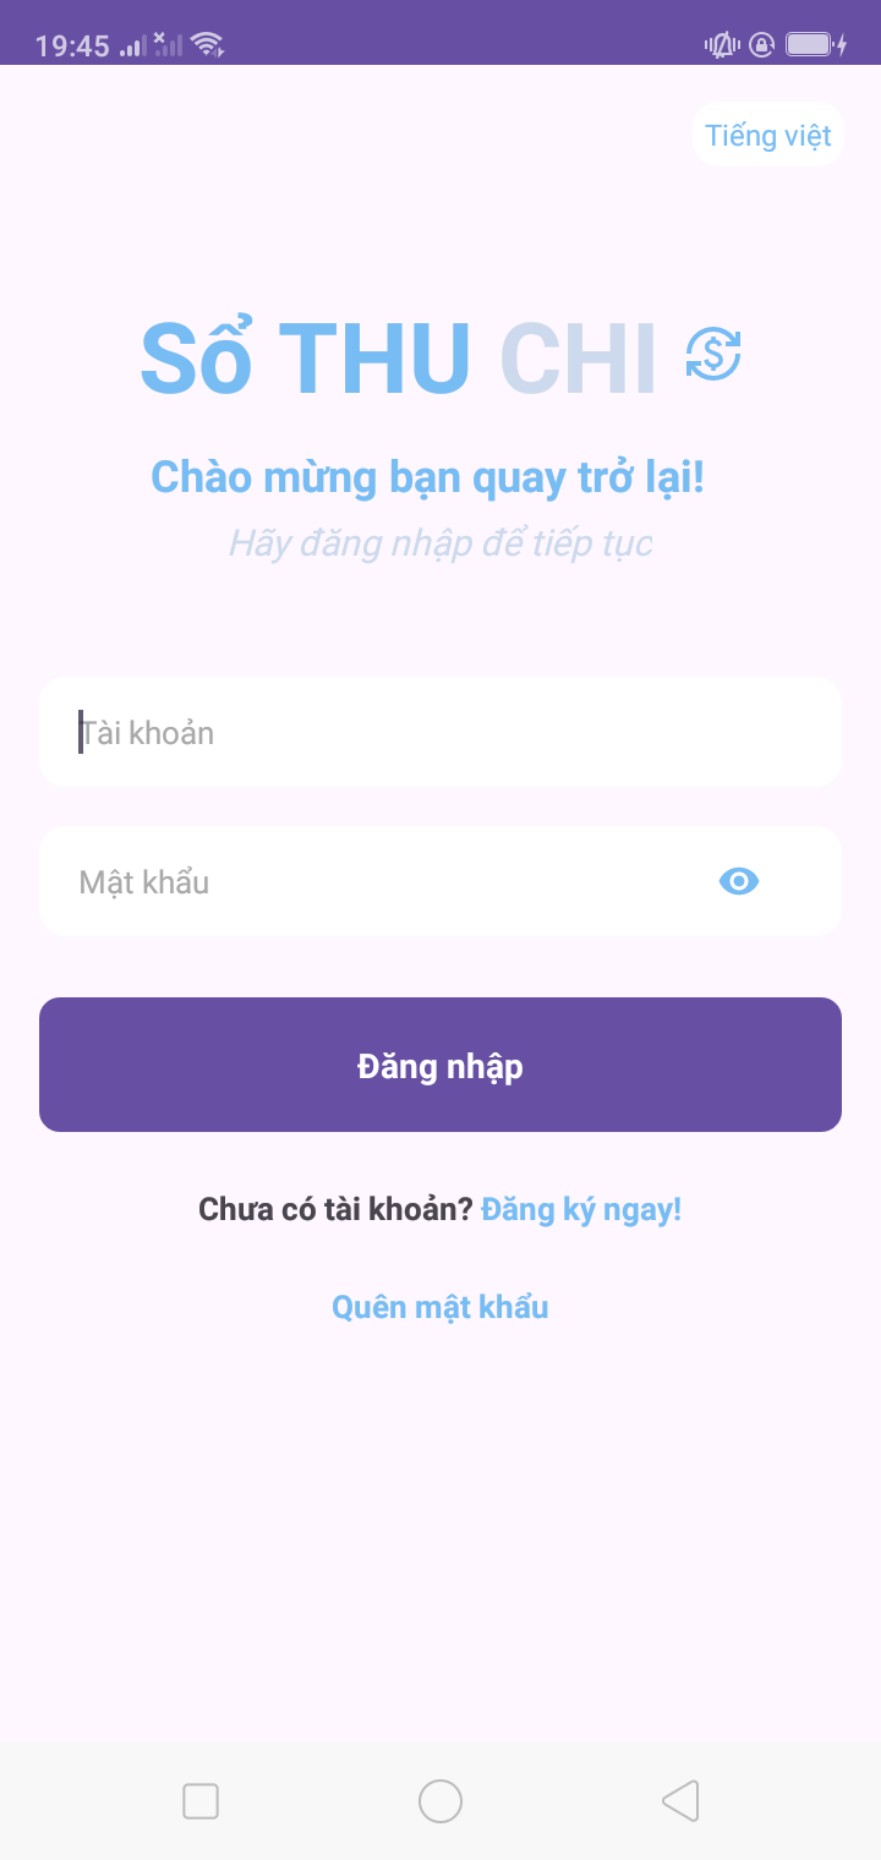 19:45
Tiếng việt
Sổ THU CHI
Chào mừng bạn quay trở lại!
Hãy đăng nhập để tiếp tục
Tài khoản
Mật khẩu
Đăng nhập
Chưa có tài khoản? Đăng ký ngay!
Quên mật khẩu